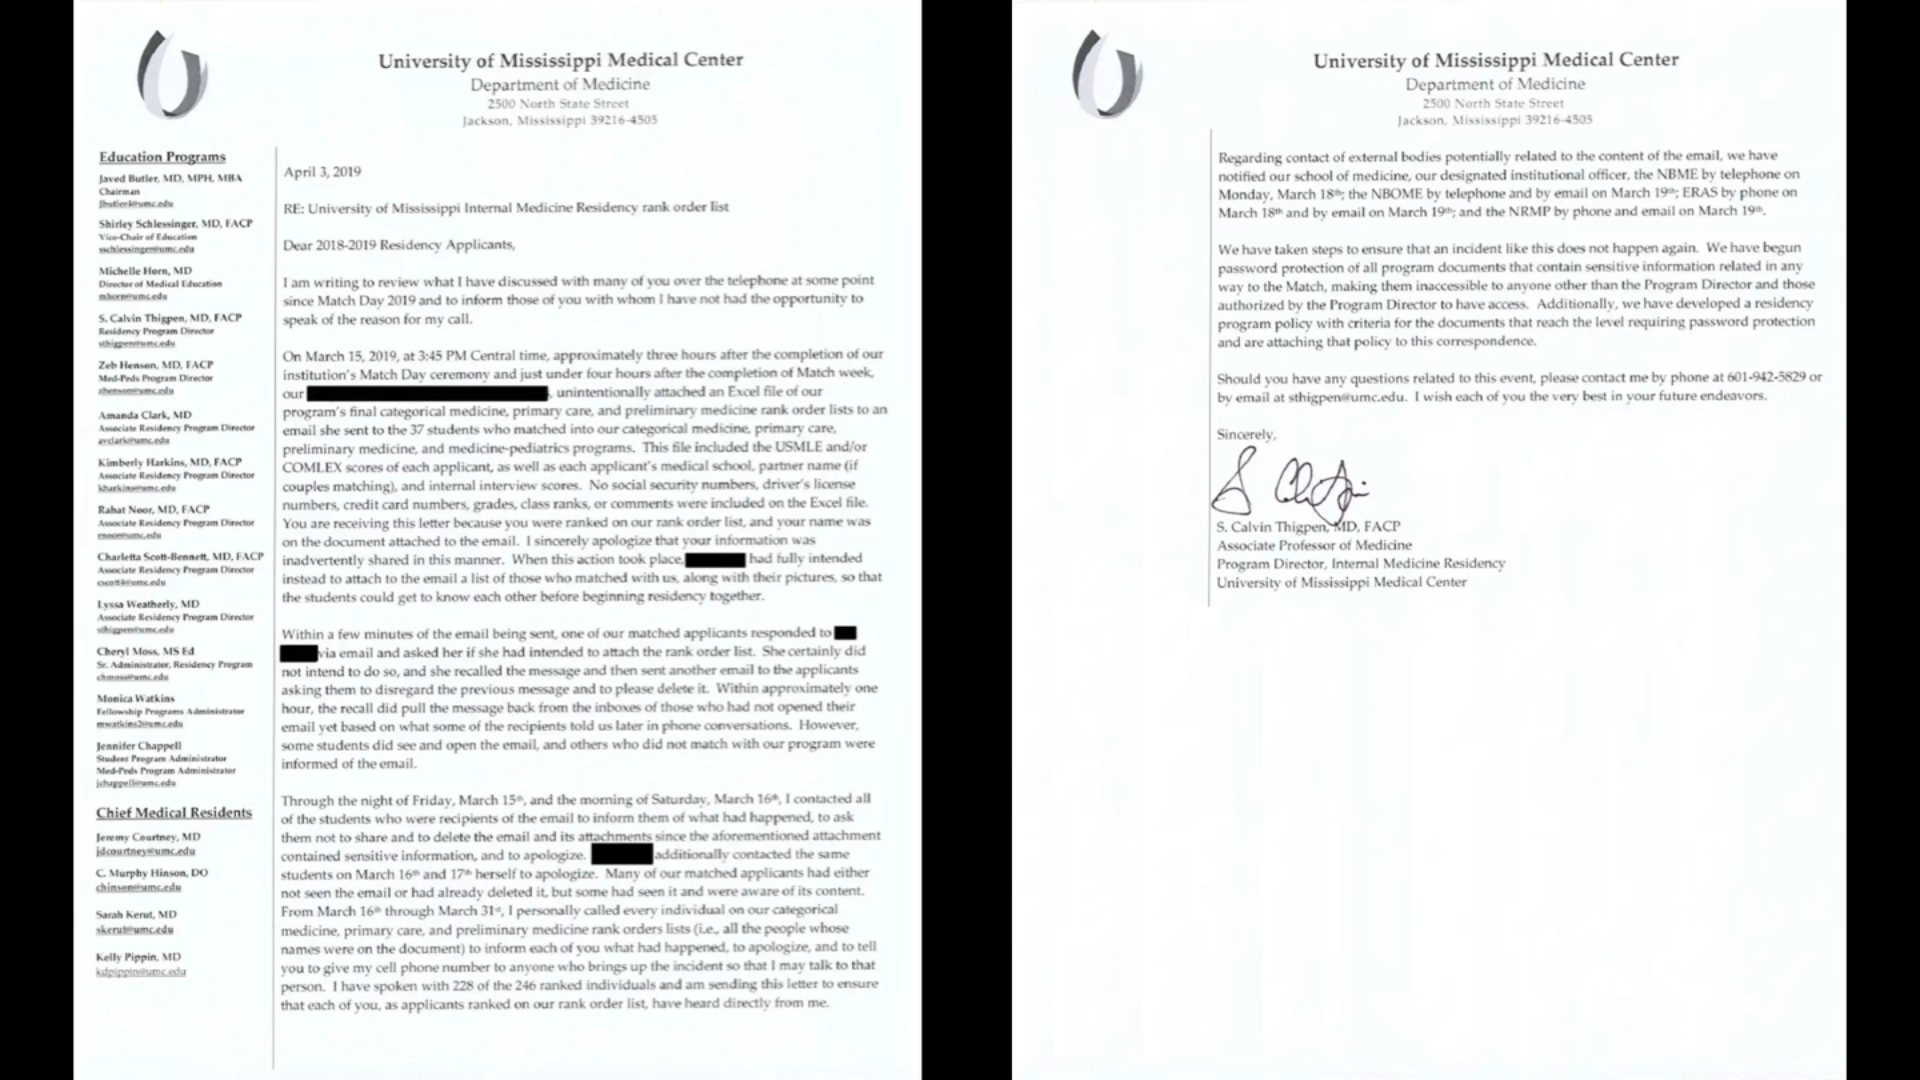 University of Mississippi Medical Center
Department of Medicine
2500 North State Street
Jackson, Mississippi 39216-4505
Education Programs
Javed Butler, MD, MPH, MBA
Chairman
jbutler4@umc.edu
Shirley Schlessinger, MD, FACP
Vice-Chair of Education
sschlessinger@umc.edu
Michelle Horn, MD
Director of Medical Education
mhorn@umc.edu
S. Calvin Thigpen, MD, FACP
Residency Program Director
sthigpen@umc.edu
Zeb Henson, MD, FACP
Med-Peds Program Director
zhenson@umc.edu
Amanda Clark, MD
Associate Residency Program Director
avclark@umc.edu
Kimberly Harkins, MD, FACP
Associate Residency Program Director
kharkins@umc.edu
Rahat Noor, MD, FACP
Associate Residency Program Director
rnoor@umc.edu
Charletta Scott-Bennett, MD, FACP
Associate Residency Program Director
cscott4@umc.edu
Lyssa Weatherly, MD
Associate Residency Program Director
sthigpen@umc.edu
Cheryl Moss, MS Ed
Sr. Administrator, Residency Program
chmoss@umc.edu
Monica Watkins
Fellowship Programs Administrator
mwatkins2@umc.edu
Jennifer Chappell
Student Program Administrator
Med-Peds Program Administrator
jchappell@umc.edu
Chief Medical Residents
Jeremy Courtney, MD
jdcourtney@umc.edu
C. Murphy Hinson, DO
chinson@umc.edu
Sarah Kerut, MD
skerut@umc.edu
Kelly Pippin, MD
kdpippin@umc.edu
April 3, 2019
RE: University of Mississippi Internal Medicine Residency rank order list
Dear 2018-2019 Residency Applicants,
I am writing to review what I have discussed with many of you over the telephone at some point
since Match Day 2019 and to inform those of you with whom I have not had the opportunity to
speak of the reason for my call.
On March 15, 2019, at 3:45 PM Central time, approximately three hours after the completion of our
institution's Match Day ceremony and just under four hours after the completion of Match week,
our , unintentionally attached an Excel file of our
program's final categorical medicine, primary care, and preliminary medicine rank order lists to an
email she sent to the 37 students who matched into our categorical medicine, primary care,
preliminary medicine, and medicine-pediatrics programs. This file included the USMLE and/or
COMLEX scores of each applicant, as well as each applicant's medical school, partner name (if
couples matching), and internal interview scores. No social security numbers, driver's license
numbers, credit card numbers, grades, class ranks, or comments were included on the Excel file.
You are receiving this letter because you were ranked on our rank order list, and your name was
on the document attached to the email. I sincerely apologize that your information was
inadvertently shared in this manner. When this action took place, had fully intended
instead to attach to the email a list of those who matched with us, along with their pictures, so that
the students could get to know each other before beginning residency together.
Within a few minutes of the email being sent, one of our matched applicants responded to
via email and asked her if she had intended to attach the rank order list. She certainly did
not intend to do so, and she recalled the message and then sent another email to the applicants
asking them to disregard the previous message and to please delete it. Within approximately one
hour, the recall did pull the message back from the inboxes of those who had not opened their
email yet based on what some of the recipients told us later in phone conversations. However,
some students did see and open the email, and others who did not match with our program were
informed of the email.
Through the night of Friday, March 15th, and the morning of Saturday, March 16th, I contacted all
of the students who were recipients of the email to inform them of what had happened, to ask
them not to share and to delete the email and its attachments since the aforementioned attachment
contained sensitive information, and to apologize. additionally contacted the same
students on March 16th and 17th herself to apologize. Many of our matched applicants had either
not seen the email or had already deleted it, but some had seen it and were aware of its content.
From March 16th through March 31st, I personally called every individual on our categorical
medicine, primary care, and preliminary medicine rank orders lists (i.e., all the people whose
names were on the document) to inform each of you what had happened, to apologize, and to tell
you to give my cell phone number to anyone who brings up the incident so that I may talk to that
person. I have spoken with 228 of the 246 ranked individuals and am sending this letter to ensure
that each of you, as applicants ranked on our rank order list, have heard directly from me.
University of Mississippi Medical Center
Department of Medicine
2500 North State Street
Jackson, Mississippi 39216-4505
Regarding contact of external bodies potentially related to the content of the email, we have
notified our school of medicine, our designated institutional officer, the NBME by telephone on
Monday, March 18th; the NBOME by telephone and by email on March 19th; ERAS by phone on
March 18th and by email on March 19th; and the NRMP by phone and email on March 19th.
We have taken steps to ensure that an incident like this does not happen again. We have begun
password protection of all program documents that contain sensitive information related in any
way to the Match, making them inaccessible to anyone other than the Program Director and those
authorized by the Program Director to have access. Additionally, we have developed a residency
program policy with criteria for the documents that reach the level requiring password protection
and are attaching that policy to this correspondence.
Should you have any questions related to this event, please contact me by phone at 601-942-5829 or
by email at sthigpen@umc.edu. I wish each of you the very best in your future endeavors.
Sincerely,
S. Calvin Thigpen, MD, FACP
Associate Professor of Medicine
Program Director, Internal Medicine Residency
University of Mississippi Medical Center